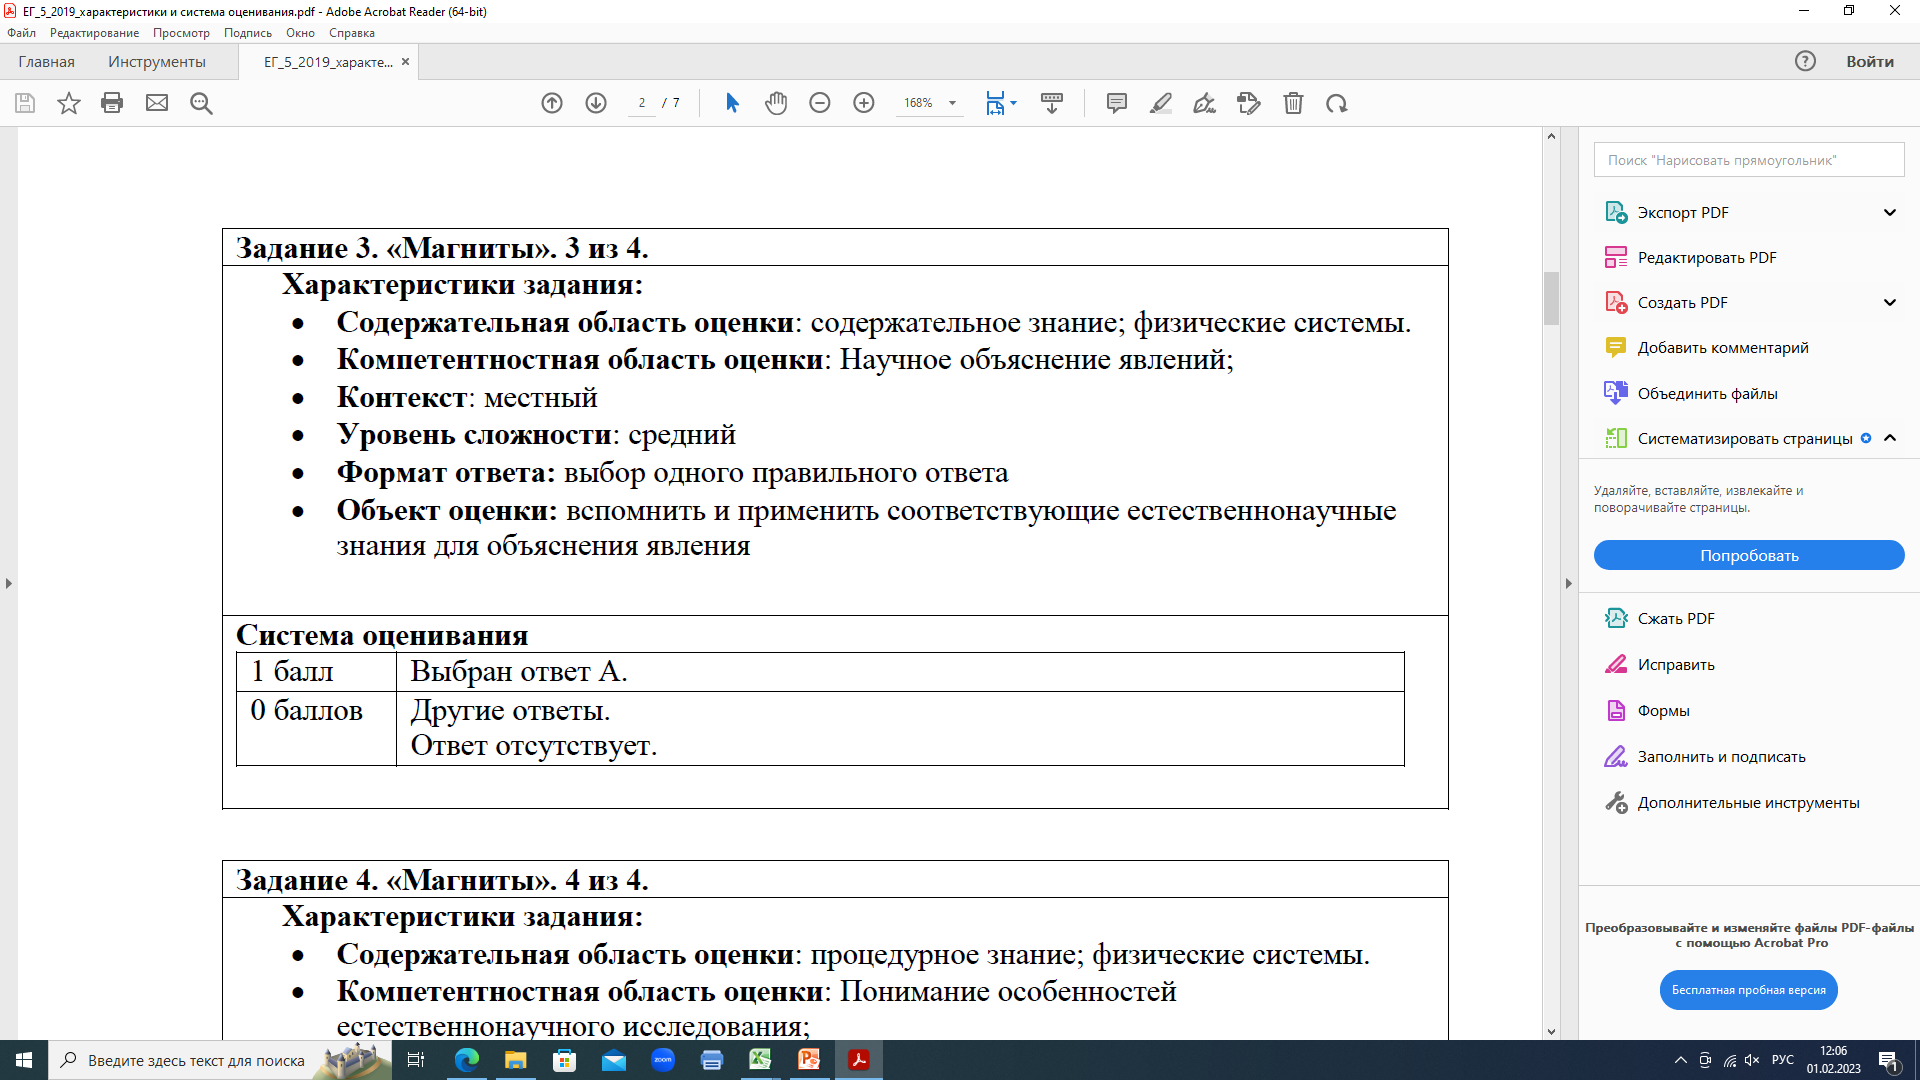 ЕГ_5_2019_характеристики и система оценивания.pdf - Adobe Acrobat Reader (64-bit)
Файл Редактирование Просмотр Подпись Окно Справка
Главная Инструменты ЕГ_5_2019_характе... × Войти
2 / 7 168%
Задание 3. «Магниты». 3 из 4.
Характеристики задания:
• Содержательная область оценки: содержательное знание; физические системы.
• Компетентностная область оценки: Научное объяснение явлений;
• Контекст: местный
• Уровень сложности: средний
• Формат ответа: выбор одного правильного ответа
• Объект оценки: вспомнить и применить соответствующие естественнонаучные
знания для объяснения явления
Система оценивания
1 балл Выбран ответ А.
0 баллов Другие ответы.
Ответ отсутствует.
Задание 4. «Магниты». 4 из 4.
Характеристики задания:
• Содержательная область оценки: процедурное знание; физические системы.
• Компетентностная область оценки: Понимание особенностей
естественнонаучного исследования;
Поиск "Нарисовать прямоугольник"
Экспорт PDF
Редактировать PDF
Создать PDF
Добавить комментарий
Объединить файлы
Систематизировать страницы
Удаляйте, вставляйте, извлекайте и
поворачивайте страницы.
Попробовать
Сжать PDF
Исправить
Формы
Заполнить и подписать
Дополнительные инструменты
Преобразовывайте и изменяйте файлы PDF-файлы
с помощью Acrobat Pro
Бесплатная пробная версия
Введите здесь текст для поиска
zoom
РУС
12:06
01.02.2023
1